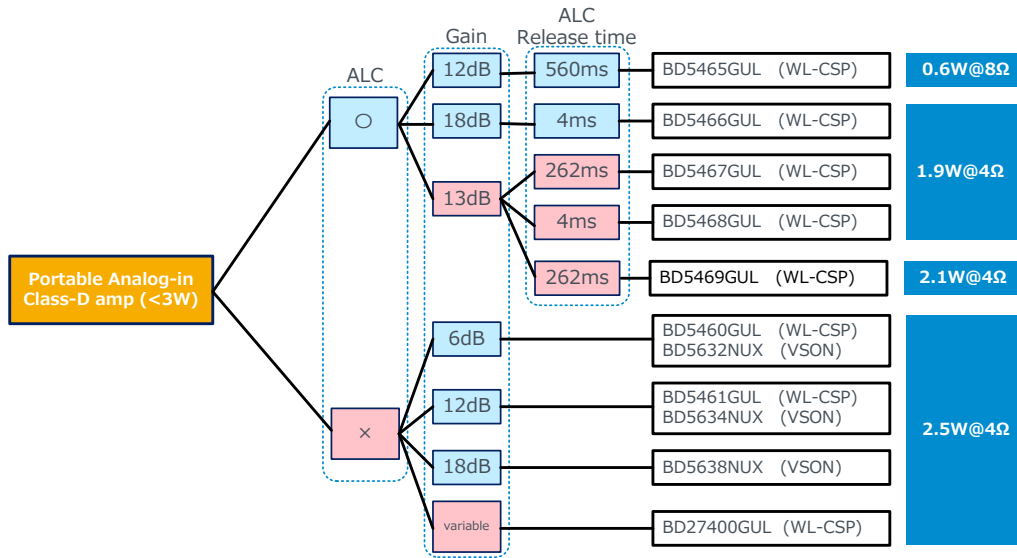 ALC
Release time
Gain
ALC
12dB
560ms
BD5465GUL (WL-CSP)
0.6W@8Ω
○
18dB
4ms
BD5466GUL (WL-CSP)
1.9W@4Ω
13dB
262ms
BD5467GUL (WL-CSP)
4ms
BD5468GUL (WL-CSP)
262ms
BD5469GUL (WL-CSP)
2.1W@4Ω
Portable Analog-in
Class-D amp (<3W)
6dB
BD5460GUL (WL-CSP)
BD5632NUX (VSON)
×
12dB
BD5461GUL (WL-CSP)
BD5634NUX (VSON)
2.5W@4Ω
18dB
BD5638NUX (VSON)
variable
BD27400GUL (WL-CSP)